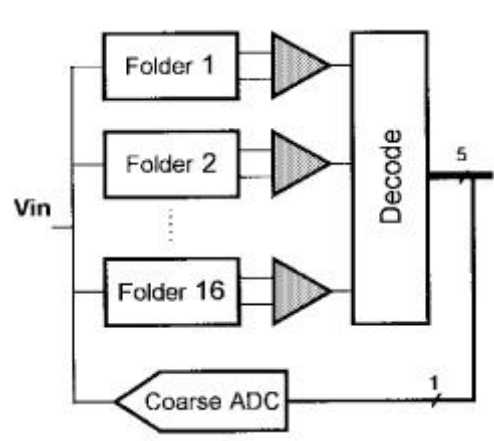 Folder 1
Folder 2
Vin
Folder 16
Decode
5
Coarse ADC
1